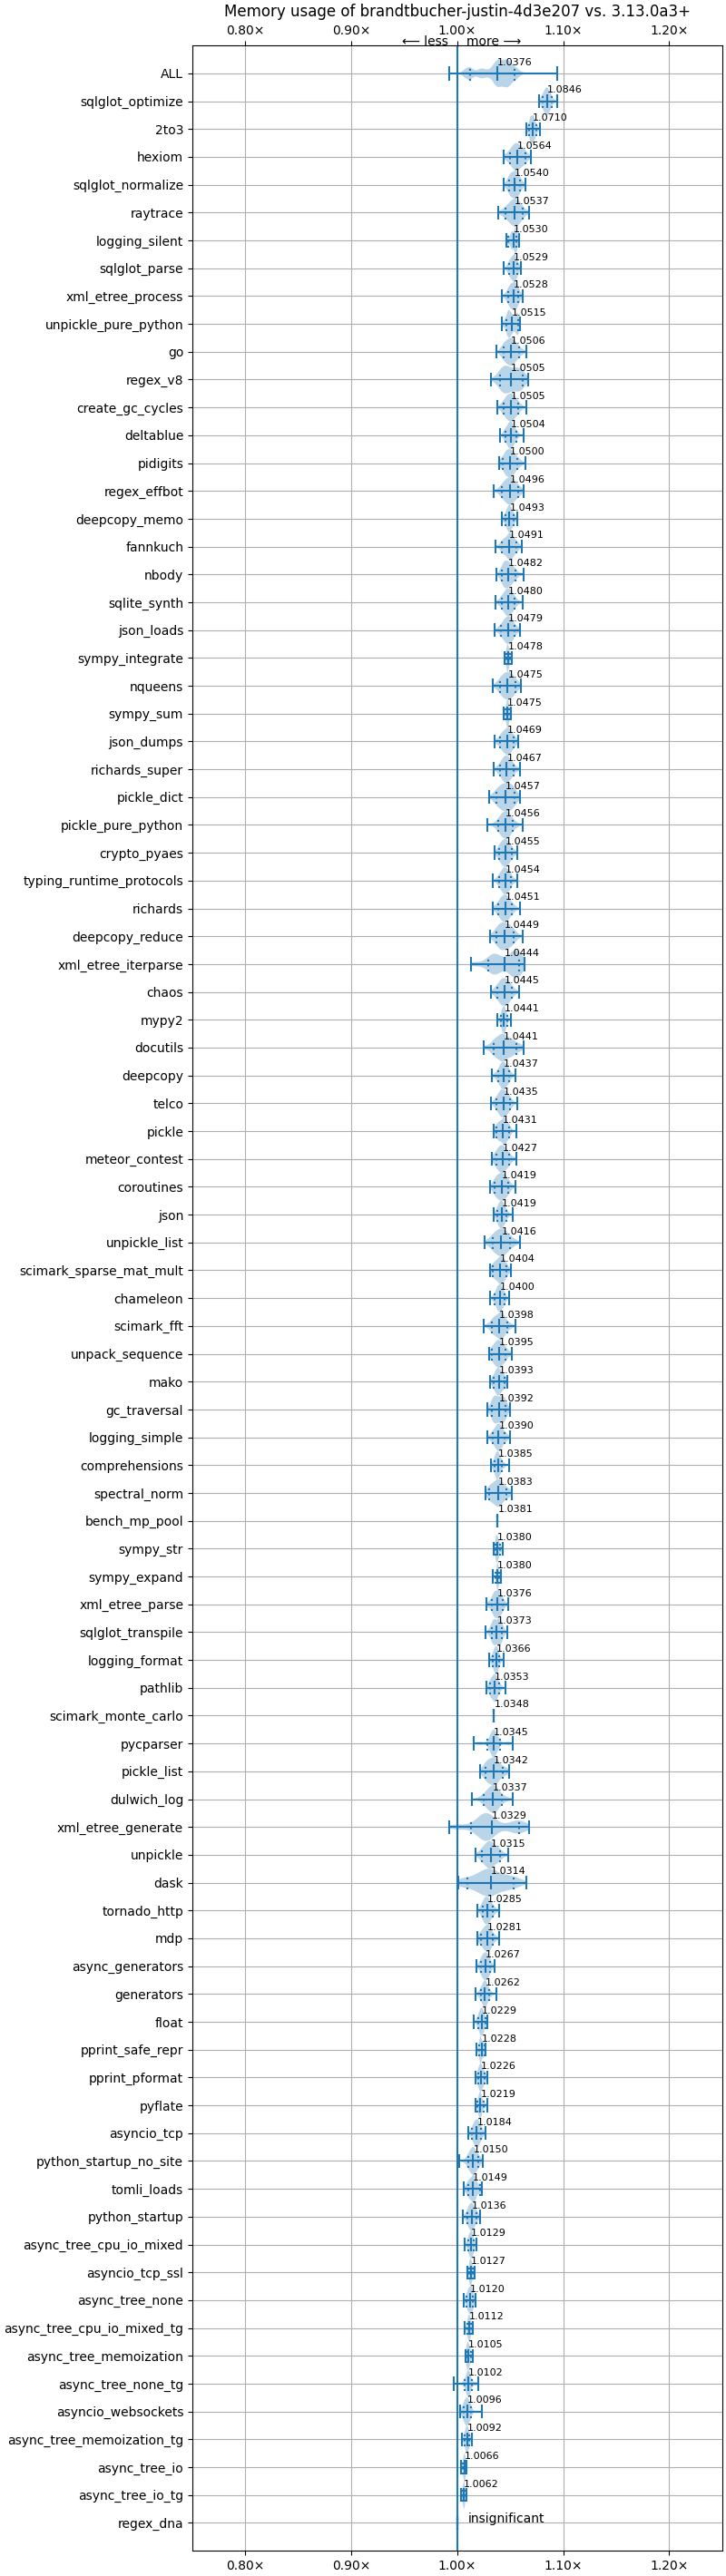 Memory usage of brandtbucher-justin-4d3e207 vs. 3.13.0a3+
0.80× 0.90× 1.00× 1.10× 1.20×
⟵ less more ⟶
ALL 1.0376
sqlglot_optimize 1.0846
2to3 1.0710
hexiom 1.0564
sqlglot_normalize 1.0540
raytrace 1.0537
logging_silent 1.0530
sqlglot_parse 1.0529
xml_etree_process 1.0528
unpickle_pure_python 1.0515
go 1.0506
regex_v8 1.0505
create_gc_cycles 1.0505
deltablue 1.0504
pidigits 1.0500
regex_effbot 1.0496
deepcopy_memo 1.0493
fannkuch 1.0491
nbody 1.0482
sqlite_synth 1.0480
json_loads 1.0479
sympy_integrate 1.0478
nqueens 1.0475
sympy_sum 1.0475
json_dumps 1.0469
richards_super 1.0467
pickle_dict 1.0457
pickle_pure_python 1.0456
crypto_pyaes 1.0455
typing_runtime_protocols 1.0454
richards 1.0451
deepcopy_reduce 1.0449
xml_etree_iterparse 1.0444
chaos 1.0445
mypy2 1.0441
docutils 1.0441
deepcopy 1.0437
telco 1.0435
pickle 1.0431
meteor_contest 1.0427
coroutines 1.0419
json 1.0419
unpickle_list 1.0416
scimark_sparse_mat_mult 1.0404
chameleon 1.0400
scimark_fft 1.0398
unpack_sequence 1.0395
mako 1.0393
gc_traversal 1.0392
logging_simple 1.0390
comprehensions 1.0385
spectral_norm 1.0383
bench_mp_pool 1.0381
sympy_str 1.0380
sympy_expand 1.0380
xml_etree_parse 1.0376
sqlglot_transpile 1.0373
logging_format 1.0366
pathlib 1.0353
scimark_monte_carlo 1.0348
pycparser 1.0345
pickle_list 1.0342
dulwich_log 1.0337
xml_etree_generate 1.0329
unpickle 1.0315
dask 1.0314
tornado_http 1.0285
mdp 1.0281
async_generators 1.0267
generators 1.0262
float 1.0229
pprint_safe_repr 1.0228
pprint_pformat 1.0226
pyflate 1.0219
asyncio_tcp 1.0184
python_startup_no_site 1.0150
tomli_loads 1.0149
python_startup 1.0136
async_tree_cpu_io_mixed 1.0129
asyncio_tcp_ssl 1.0127
async_tree_none 1.0120
async_tree_cpu_io_mixed_tg 1.0112
async_tree_memoization 1.0105
async_tree_none_tg 1.0102
asyncio_websockets 1.0096
async_tree_memoization_tg 1.0092
async_tree_io 1.0066
async_tree_io_tg 1.0062
regex_dna insignificant
0.80× 0.90× 1.00× 1.10× 1.20×